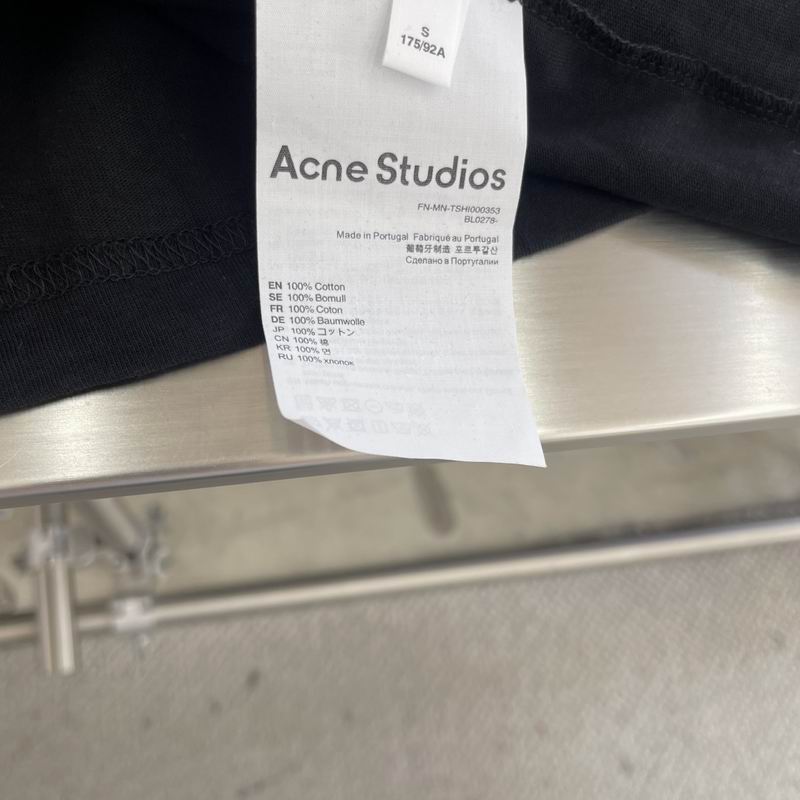 S
175/92A
Acne Studios
FN-MN-TSHI000353
BL0278-
Made in Portugal Fabriqué au Portugal
葡萄牙制造 포르투갈산
Сделано в Португалии
EN 100% Cotton
SE 100% Bomull
FR 100% Coton
DE 100% Baumwolle
JP 100% コットン
CN 100% 棉
KR 100% 면
RU 100% хлопок